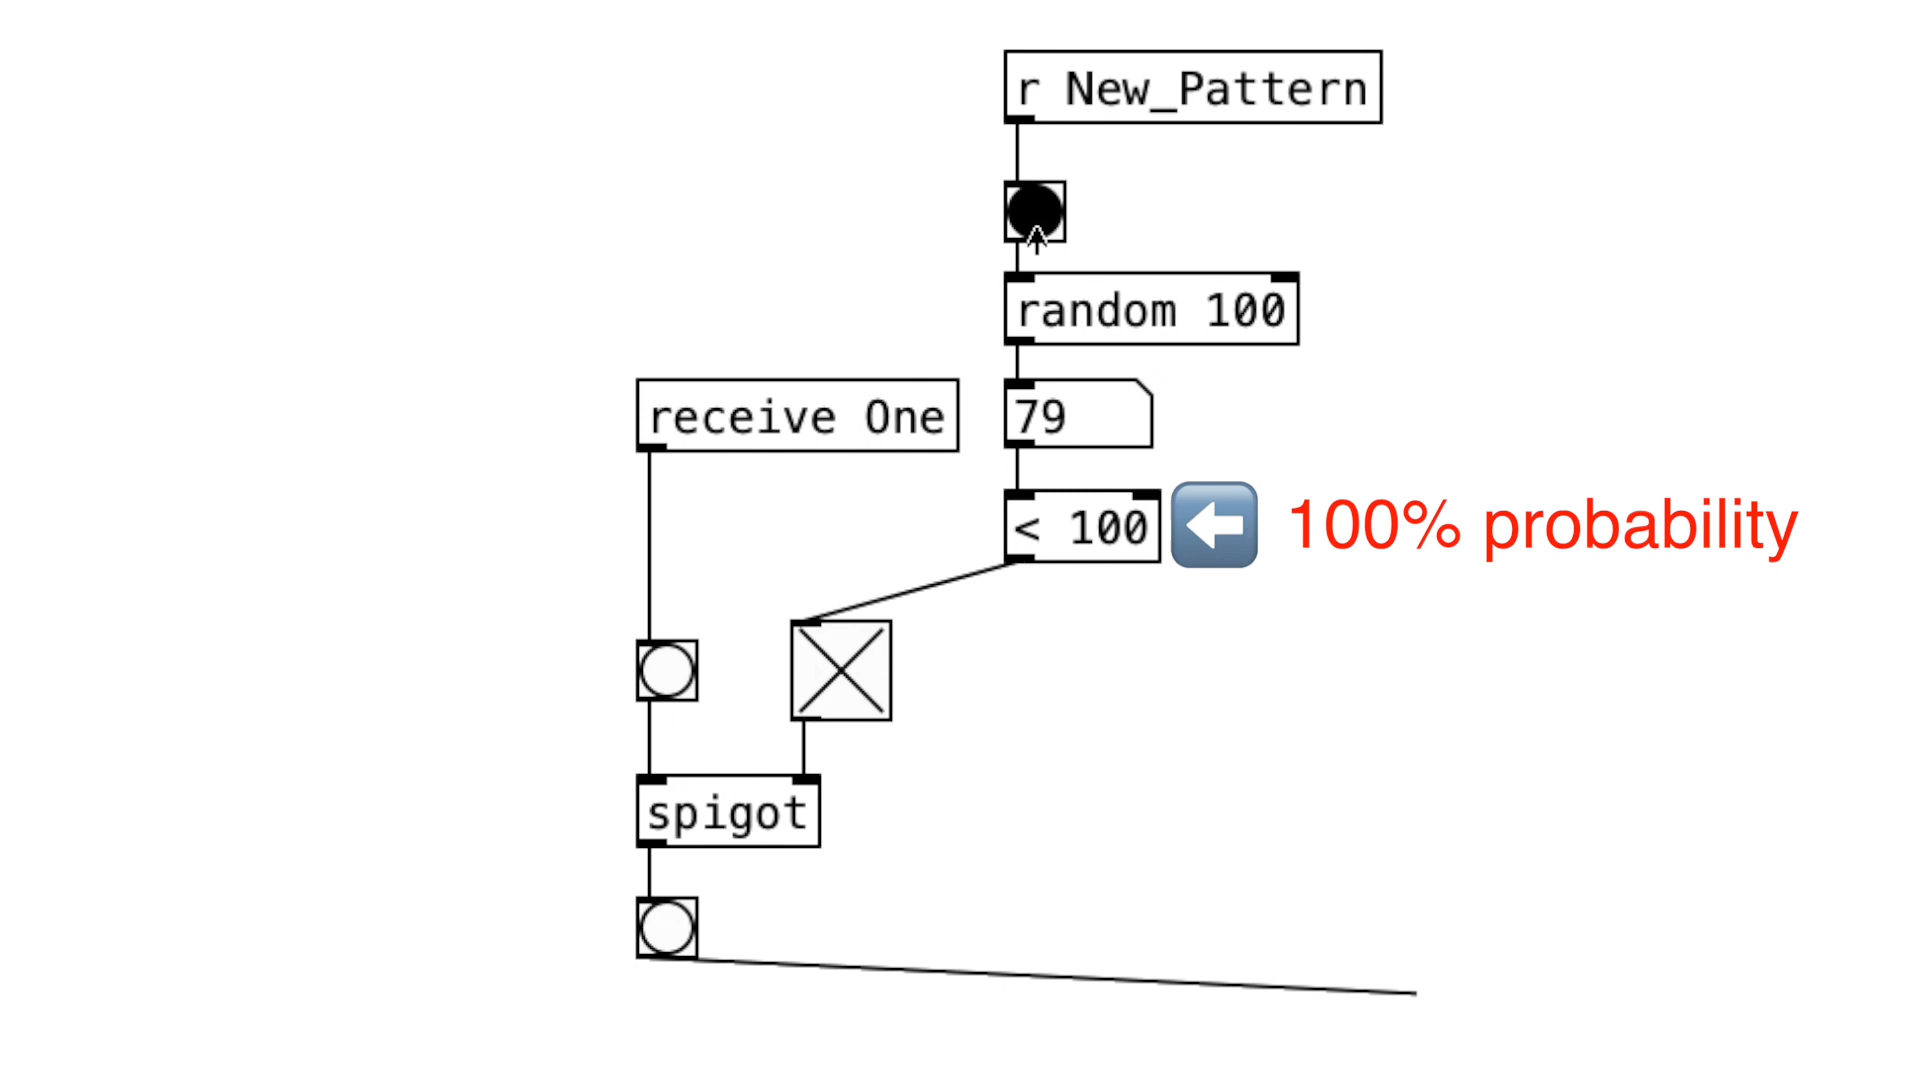 r New_Pattern
random 100
receive One
79
< 100
100% probability
spigot